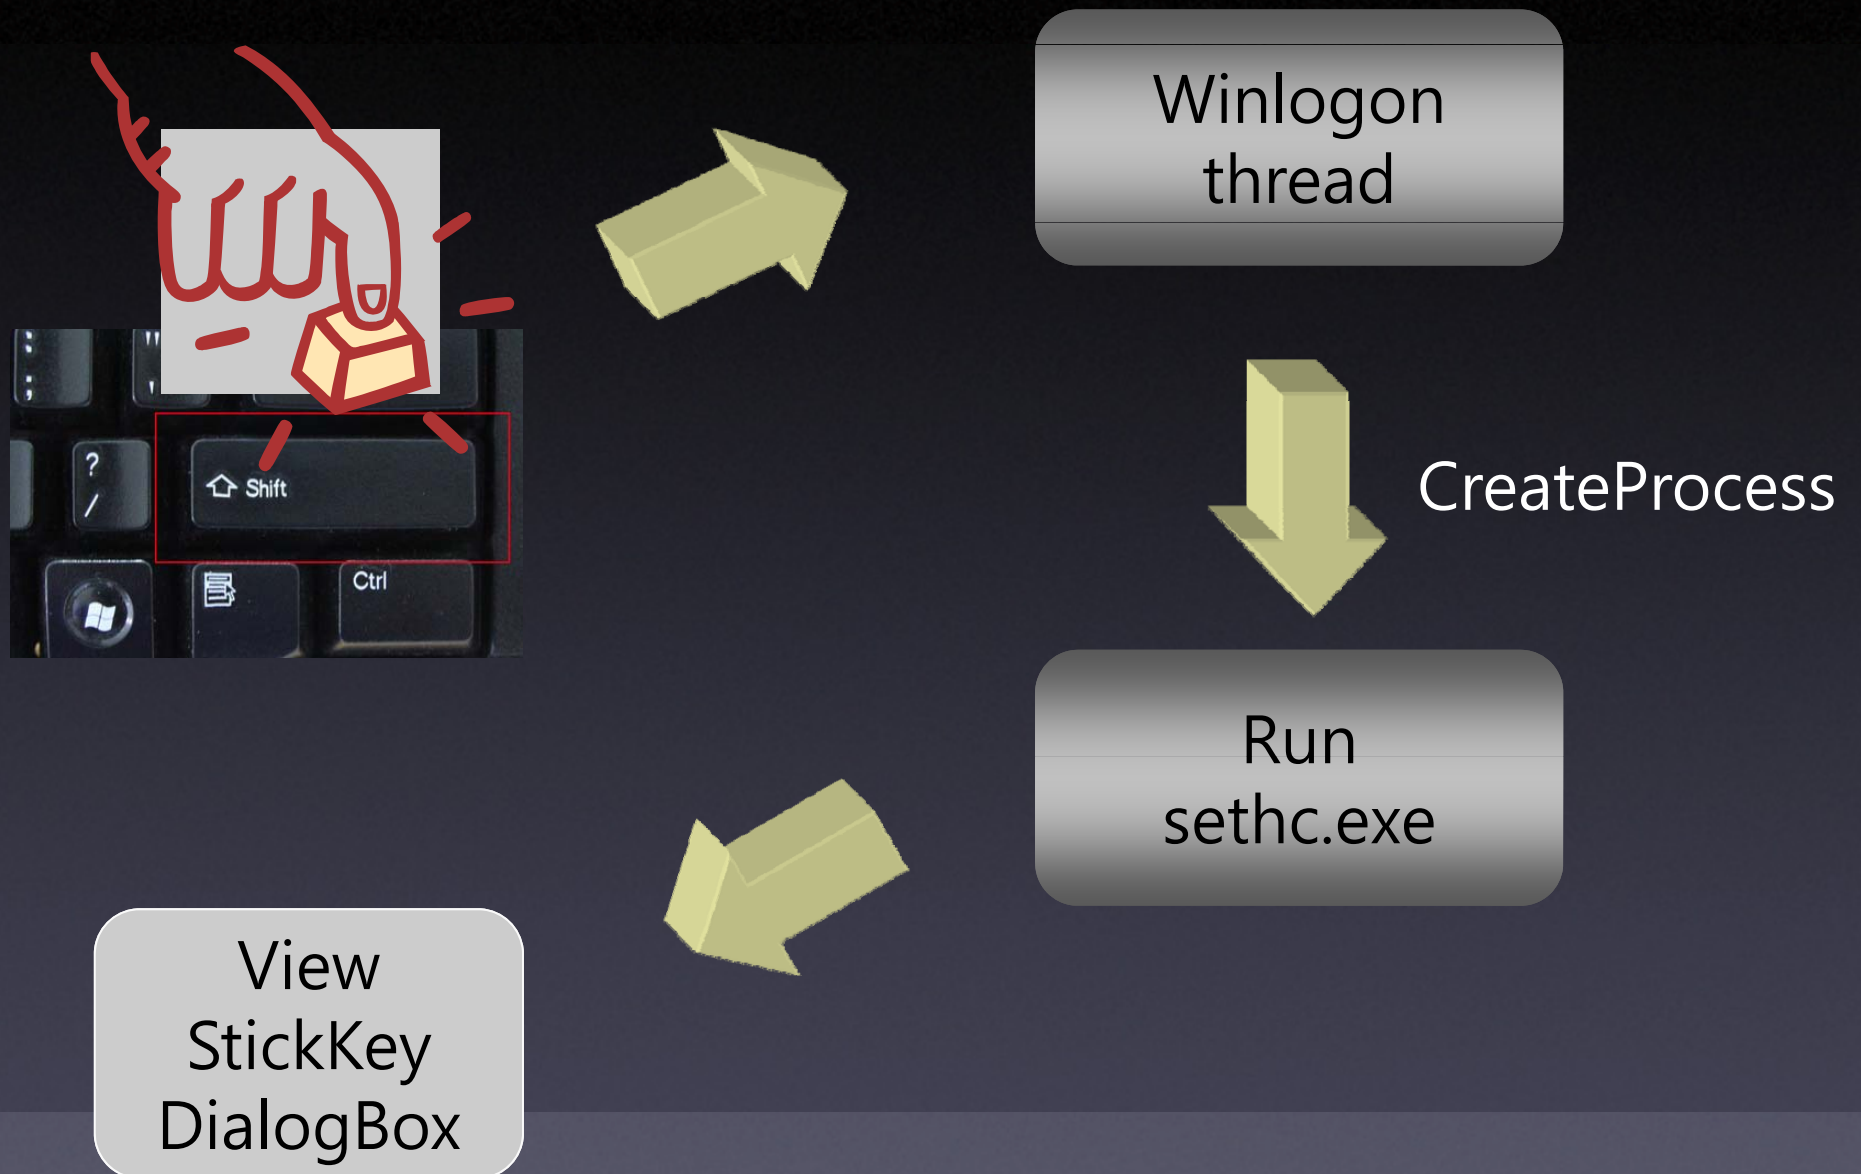 Winlogon
thread
CreateProcess
Run
sethc.exe
View
StickKey
DialogBox
:
;
"
'
?
/
Shift
Ctrl